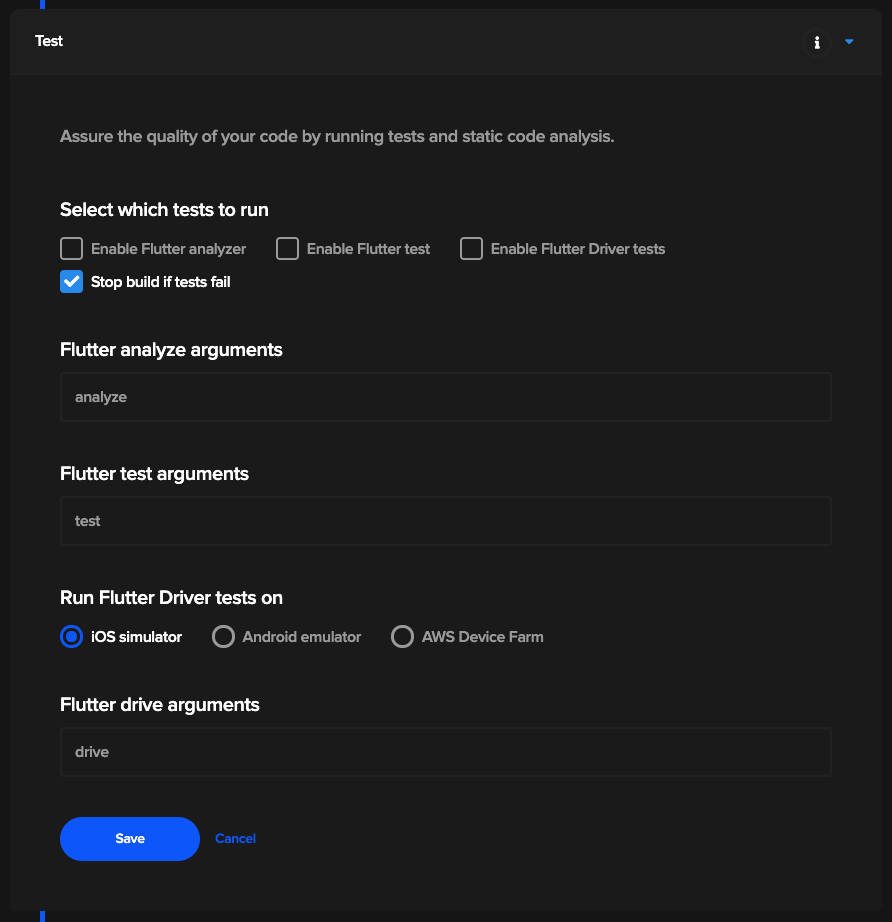 Test
Assure the quality of your code by running tests and static code analysis.
Select which tests to run
Enable Flutter analyzer Enable Flutter test Enable Flutter Driver tests
Stop build if tests fail
Flutter analyze arguments
analyze
Flutter test arguments
test
Run Flutter Driver tests on
iOS simulator Android emulator AWS Device Farm
Flutter drive arguments
drive
Save Cancel